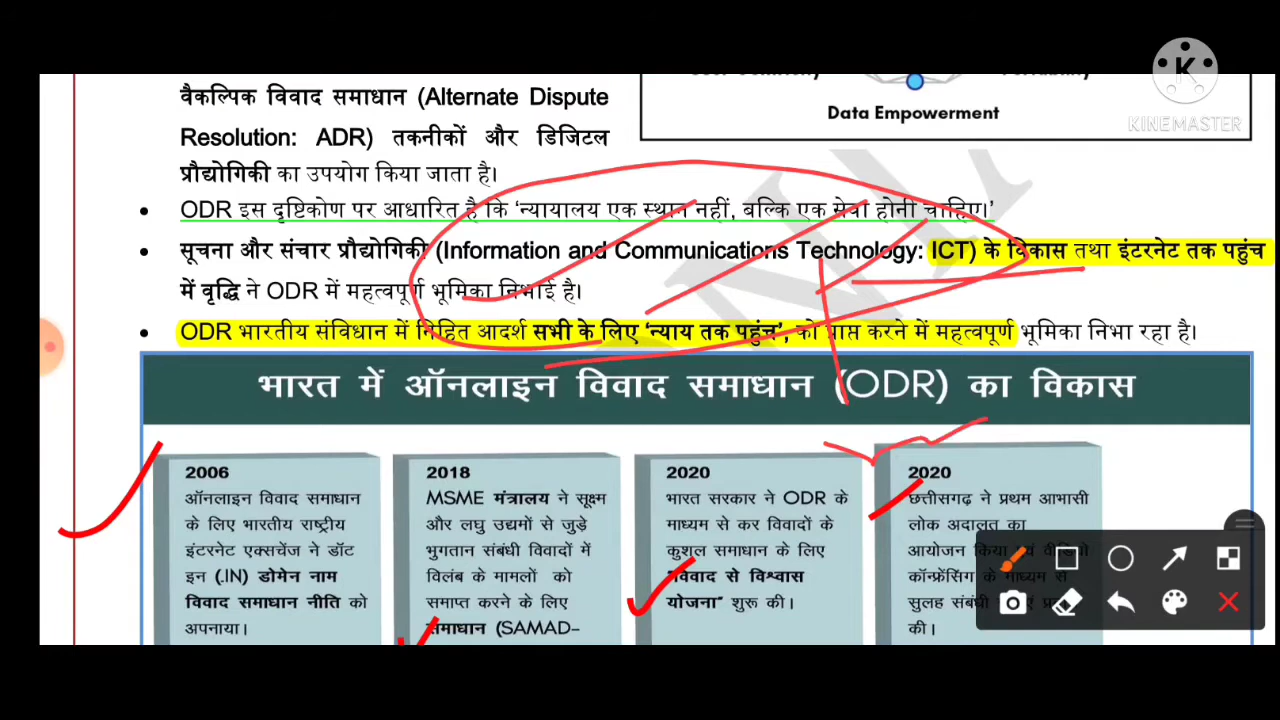 KINEMASTER
वैकल्पिक विवाद समाधान (Alternate Dispute
Resolution: ADR) तकनीकों और डिजिटल
प्रौद्योगिकी का उपयोग किया जाता है।
Data Empowerment
ODR इस दृष्टिकोण पर आधारित है कि 'न्यायालय एक स्थान नहीं, बल्कि एक सेवा होनी चाहिए।'
सूचना और संचार प्रौद्योगिकी (Information and Communications Technology: ICT) के विकास तथा इंटरनेट तक पहुंच
में वृद्धि ने ODR में महत्वपूर्ण भूमिका निभाई है।
ODR भारतीय संविधान में निहित आदर्श सभी के लिए 'न्याय तक पहुंच', को प्राप्त करने में महत्वपूर्ण भूमिका निभा रहा है।
भारत में ऑनलाइन विवाद समाधान (ODR) का विकास
2006
ऑनलाइन विवाद समाधान
के लिए भारतीय राष्ट्रीय
इंटरनेट एक्सचेंज ने डॉट
इन (.IN) डोमेन नाम
विवाद समाधान नीति को
अपनाया।
2018
MSME मंत्रालय ने सूक्ष्म
और लघु उद्यमों से जुड़े
भुगतान संबंधी विवादों में
विलंब के मामलों को
समाप्त करने के लिए
समाधान (SAMAD–
2020
भारत सरकार ने ODR के
माध्यम से कर विवादों के
कुशल समाधान के लिए
"विवाद से विश्वास
योजना" शुरू की।
2020
छत्तीसगढ़ ने प्रथम आभासी
लोक अदालत का
आयोजन किया एवं वीडियो
कॉन्फ्रेंसिंग के माध्यम से
सुलह संबंधी
की।